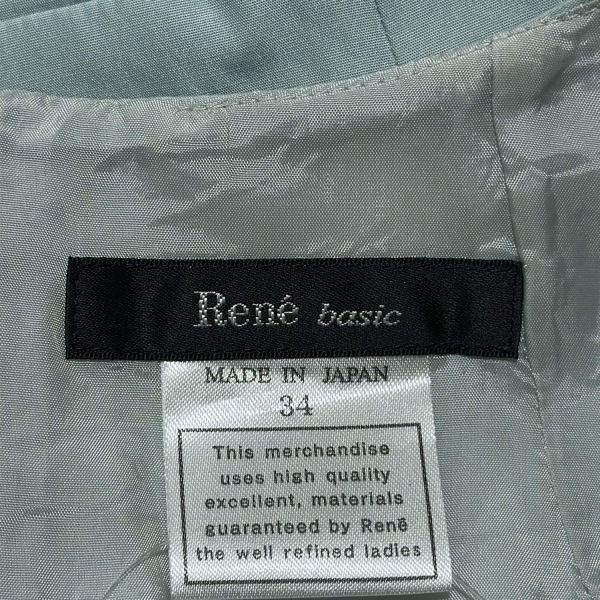 René basic
MADE IN JAPAN
34
This merchandise
uses high quality
excellent, materials
guaranteed by René
the well refined ladies